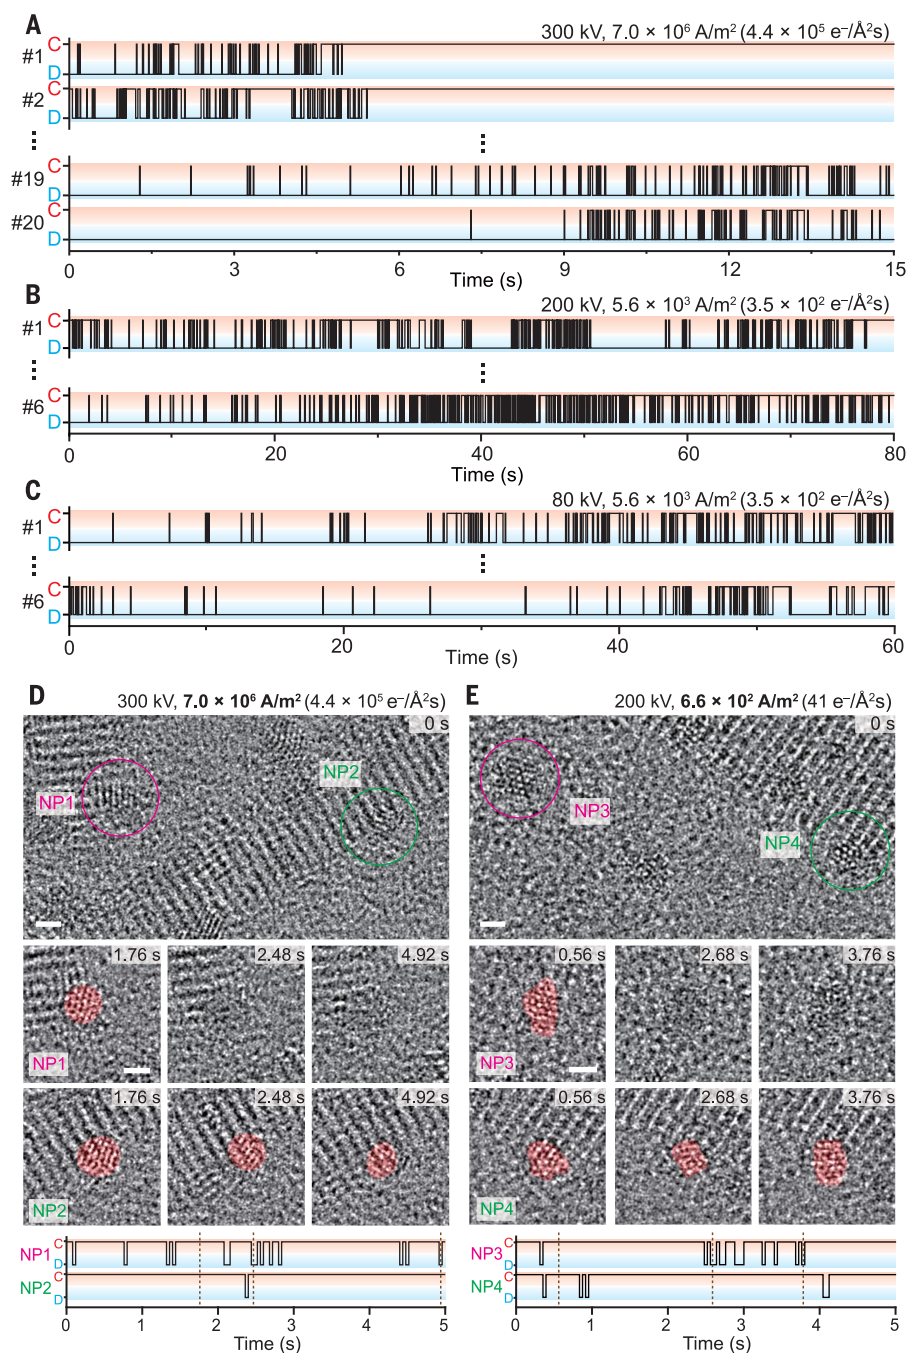 A
300 kV, 7.0 × 10⁶ A/m² (4.4 × 10⁵ e⁻/Å²s)
#1 C
D
#2 C
D
#19 C
D
#20 C
D
0 3 6 9 12 15
Time (s)
B
200 kV, 5.6 × 10³ A/m² (3.5 × 10² e⁻/Å²s)
#1 C
D
#6 C
D
0 20 40 60 80
Time (s)
C
80 kV, 5.6 × 10³ A/m² (3.5 × 10² e⁻/Å²s)
#1 C
D
#6 C
D
0 20 40 60
Time (s)
D
300 kV, 7.0 × 10⁶ A/m² (4.4 × 10⁵ e⁻/Å²s)
0 s
NP1
NP2
1.76 s 2.48 s 4.92 s
NP1
1.76 s 2.48 s 4.92 s
NP2
NP1 C
D
NP2 C
D
0 1 2 3 4 5
Time (s)
E
200 kV, 6.6 × 10² A/m² (41 e⁻/Å²s)
0 s
NP3
NP4
0.56 s 2.68 s 3.76 s
NP3
0.56 s 2.68 s 3.76 s
NP4
NP3 C
D
NP4 C
D
0 1 2 3 4 5
Time (s)